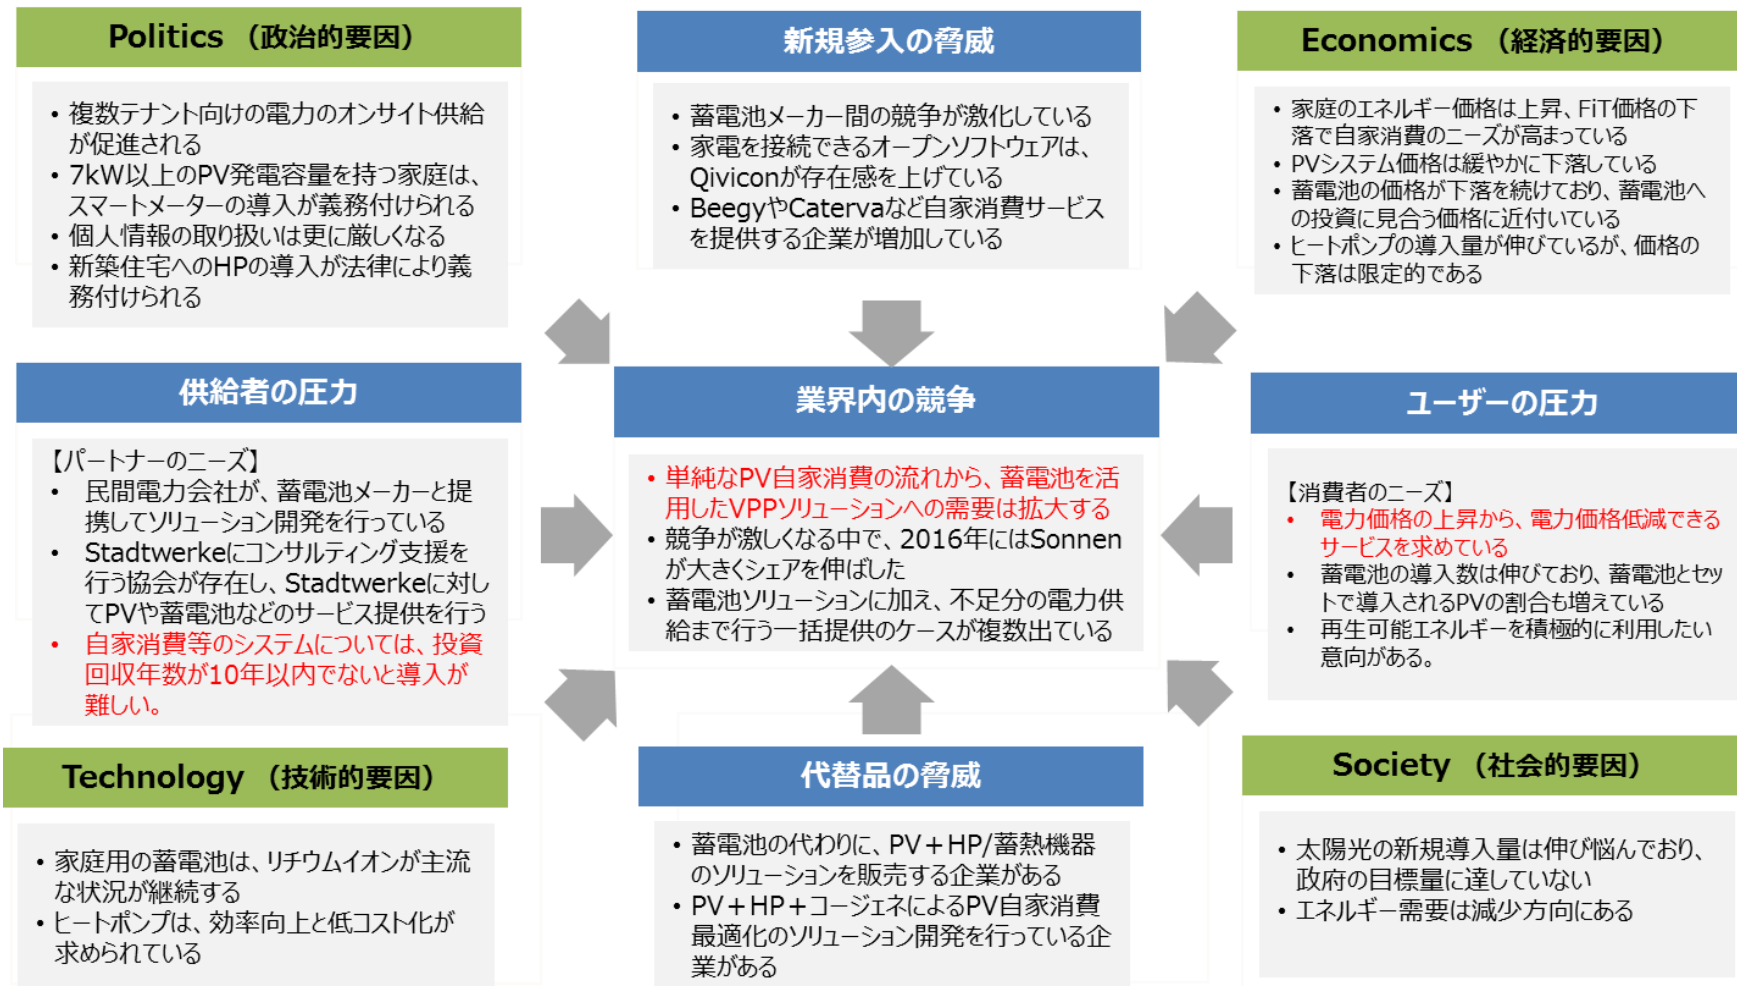 Politics （政治的要因）
・複数テナント向けの電力のオンサイト供給
が促進される
・7kW以上のPV発電容量を持つ家庭は、
スマートメーターの導入が義務付けられる
・個人情報の取り扱いは更に厳しくなる
・新築住宅へのHPの導入が法律により義
務付けられる
新規参入の脅威
・蓄電池メーカー間の競争が激化している
・家電を接続できるオープンソフトウェアは、
Qiviconが存在感を上げている
・BeegyやCatervaなど自家消費サービス
を提供する企業が増加している
Economics （経済的要因）
・家庭のエネルギー価格は上昇、FiT価格の下
落で自家消費のニーズが高まっている
・PVシステム価格は緩やかに下落している
・蓄電池の価格が下落を続けており、蓄電池へ
の投資に見合う価格に近付いている
・ヒートポンプの導入量が伸びているが、価格の
下落は限定的である
供給者の圧力
【パートナーのニーズ】
・民間電力会社が、蓄電池メーカーと提
携してソリューション開発を行っている
・Stadtwerkeにコンサルティング支援を
行う協会が存在し、Stadtwerkeに対し
てPVや蓄電池などのサービス提供を行う
・自家消費等のシステムについては、投資
回収年数が10年以内でないと導入が
難しい。
業界内の競争
・単純なPV自家消費の流れから、蓄電池を活
用したVPPソリューションへの需要は拡大する
・競争が激しくなる中で、2016年にはSonnen
が大きくシェアを伸ばした
・蓄電池ソリューションに加え、不足分の電力供
給まで行う一括提供のケースが複数出ている
ユーザーの圧力
【消費者のニーズ】
・電力価格の上昇から、電力価格低減できる
サービスを求めている
・蓄電池の導入数は伸びており、蓄電池とセッ
トで導入されるPVの割合も増えている
・再生可能エネルギーを積極的に利用したい
意向がある。
Technology （技術的要因）
・家庭用の蓄電池は、リチウムイオンが主流
な状況が継続する
・ヒートポンプは、効率向上と低コスト化が
求められている
代替品の脅威
・蓄電池の代わりに、PV＋HP/蓄熱機器
のソリューションを販売する企業がある
・PV＋HP＋コージェネによるPV自家消費
最適化のソリューション開発を行っている企
業がある
Society （社会的要因）
・太陽光の新規導入量は伸び悩んでおり、
政府の目標量に達していない
・エネルギー需要は減少方向にある